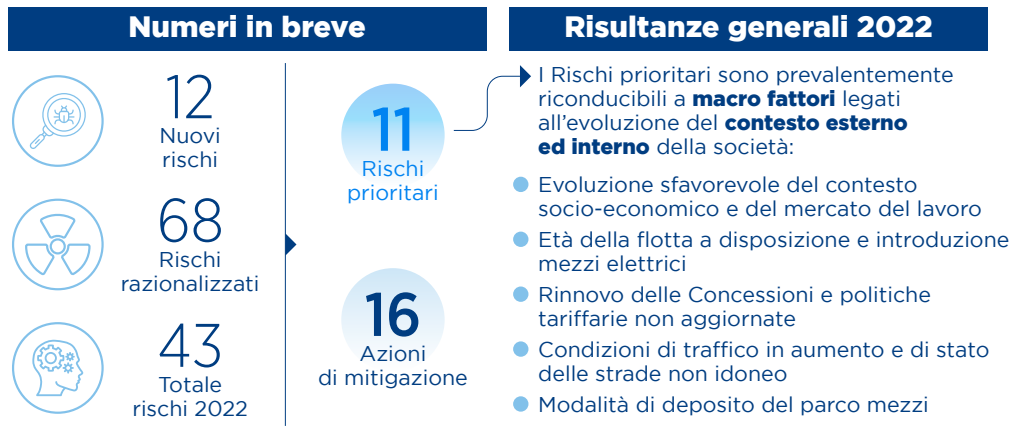 Numeri in breve
12
Nuovi
rischi
68
Rischi
razionalizzati
43
Totale
rischi 2022
11
Rischi
prioritari
16
Azioni
di mitigazione
Risultanze generali 2022
I Rischi prioritari sono prevalentemente
riconducibili a macro fattori legati
all’evoluzione del contesto esterno
ed interno della società:
Evoluzione sfavorevole del contesto
socio-economico e del mercato del lavoro
Età della flotta a disposizione e introduzione
mezzi elettrici
Rinnovo delle Concessioni e politiche
tariffarie non aggiornate
Condizioni di traffico in aumento e di stato
delle strade non idoneo
Modalità di deposito del parco mezzi